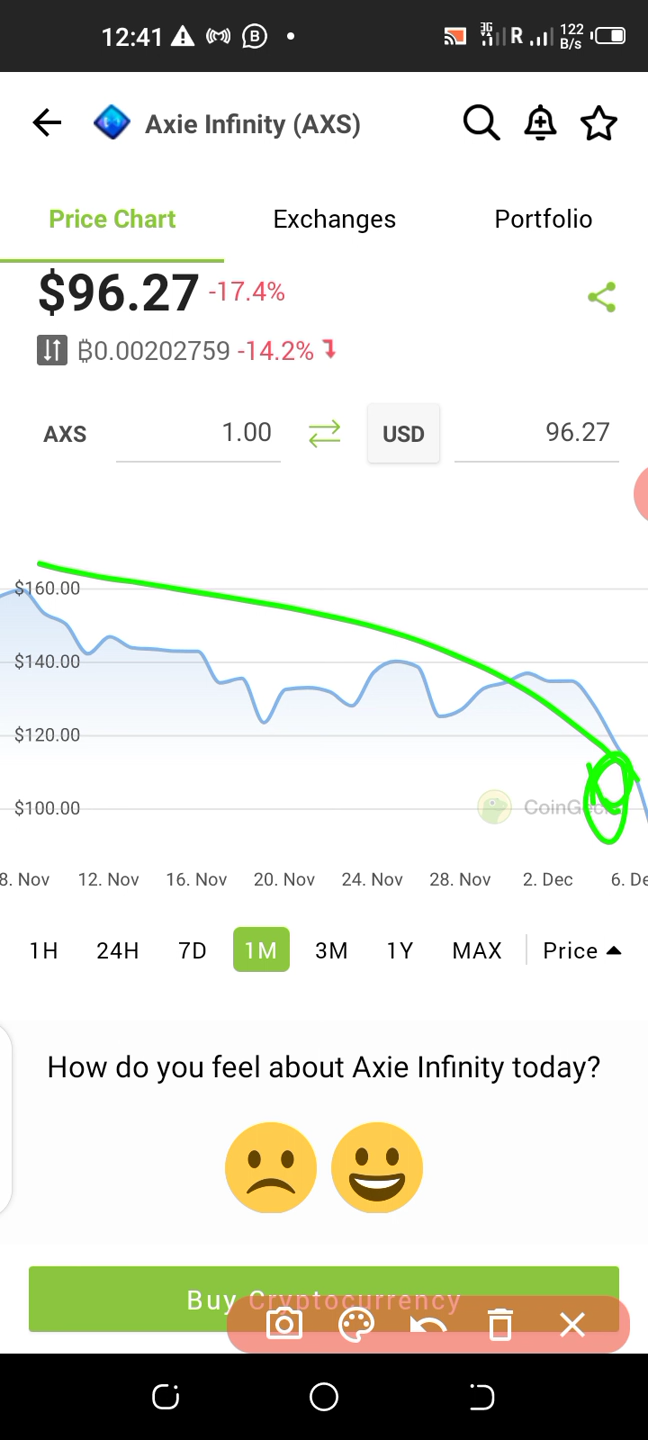 12:41
3G R 122 B/s
Axie Infinity (AXS)
Price Chart Exchanges Portfolio
$96.27 -17.4%
₿0.00202759 -14.2%
AXS 1.00 USD 96.27
$160.00
$140.00
$120.00
$100.00
CoinGec
8. Nov 12. Nov 16. Nov 20. Nov 24. Nov 28. Nov 2. Dec 6. De
1H 24H 7D 1M 3M 1Y MAX Price
How do you feel about Axie Infinity today?
Buy Cryptocurrency